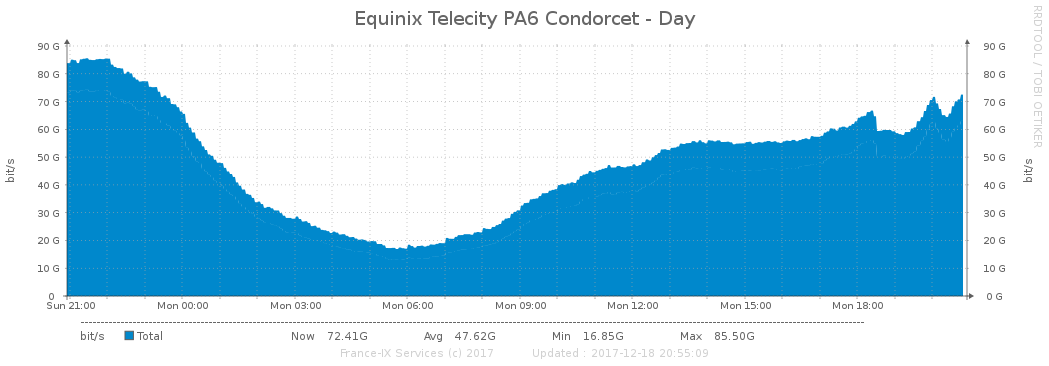 Equinix Telecity PA6 Condorcet - Day
RRDTOOL / TOBI OETIKER
bit/s
90 G 90 G
80 G 80 G
70 G 70 G
60 G 60 G
50 G 50 G
40 G 40 G
30 G 30 G
20 G 20 G
10 G 10 G
0 0 G
bit/s
Sun 21:00 Mon 00:00 Mon 03:00 Mon 06:00 Mon 09:00 Mon 12:00 Mon 15:00 Mon 18:00
bit/s Total Now 72.41G Avg 47.62G Min 16.85G Max 85.50G
France-IX Services (c) 2017 Updated : 2017-12-18 20:55:09